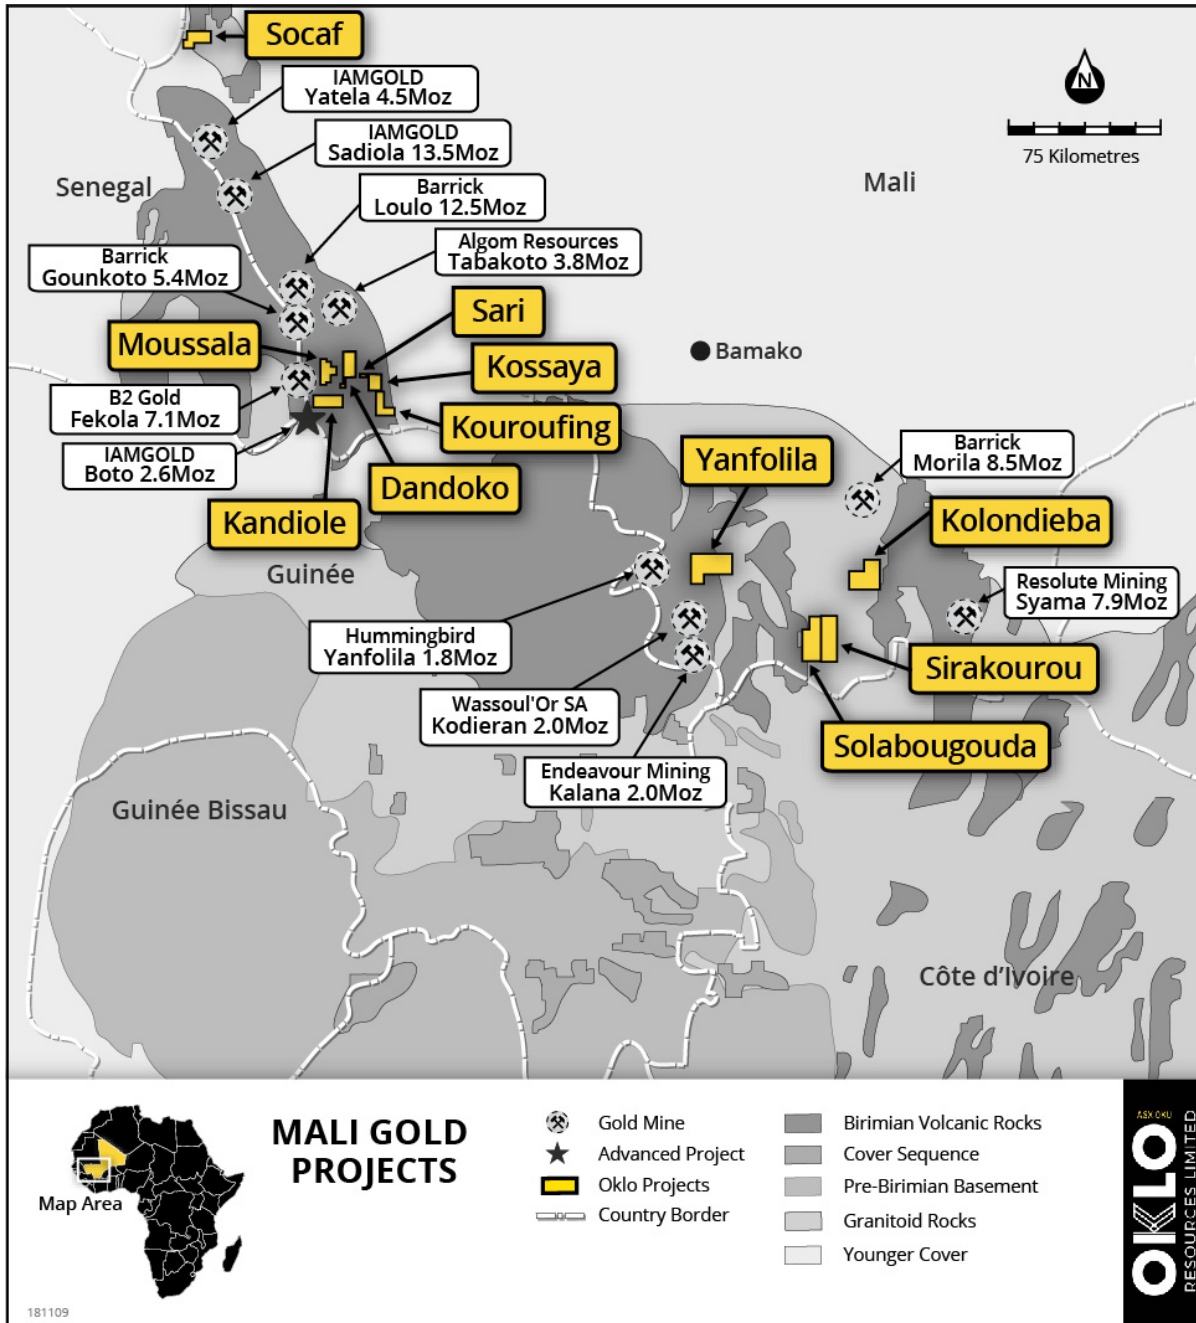 Socaf
IAMGOLD
Yatela 4.5Moz
IAMGOLD
Sadiola 13.5Moz
N
75 Kilometres
Senegal
Mali
Barrick
Loulo 12.5Moz
Algom Resources
Tabakoto 3.8Moz
Barrick
Gounkoto 5.4Moz
Sari
Moussala
Kossaya
Bamako
B2 Gold
Fekola 7.1Moz
Kouroufing
IAMGOLD
Boto 2.6Moz
Dandoko
Kandiole
Yanfolila
Barrick
Morila 8.5Moz
Kolondieba
Guinée
Resolute Mining
Syama 7.9Moz
Hummingbird
Yanfolila 1.8Moz
Sirakourou
Wassoul'Or SA
Kodieran 2.0Moz
Solabougouda
Endeavour Mining
Kalana 2.0Moz
Guinée Bissau
Côte d'Ivoire
Map Area
MALI GOLD
PROJECTS
Gold Mine
Advanced Project
Oklo Projects
Country Border
Birimian Volcanic Rocks
Cover Sequence
Pre-Birimian Basement
Granitoid Rocks
Younger Cover
ASX:OKU
OKLO
RESOURCES LIMITED
181109